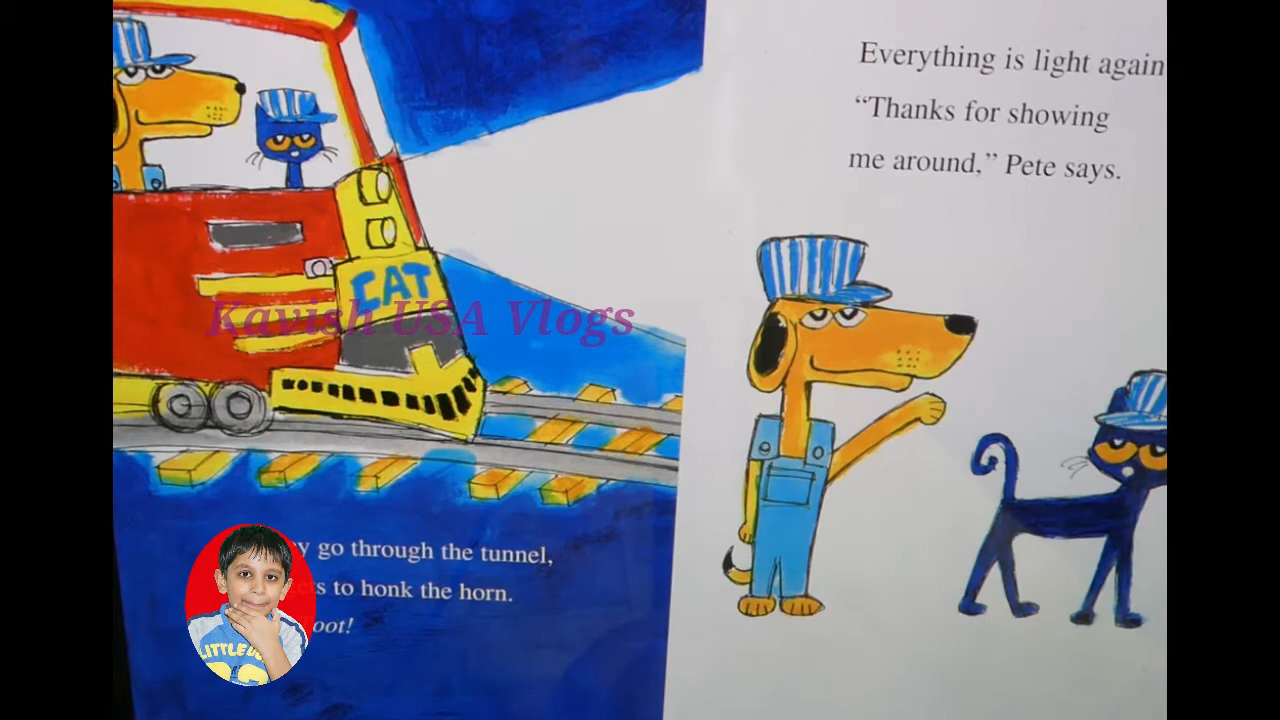 CAT
Kavish USA Vlogs
go through the tunnel,
to honk the horn.
LITTLE
Everything is light again
“Thanks for showing
me around,” Pete says.